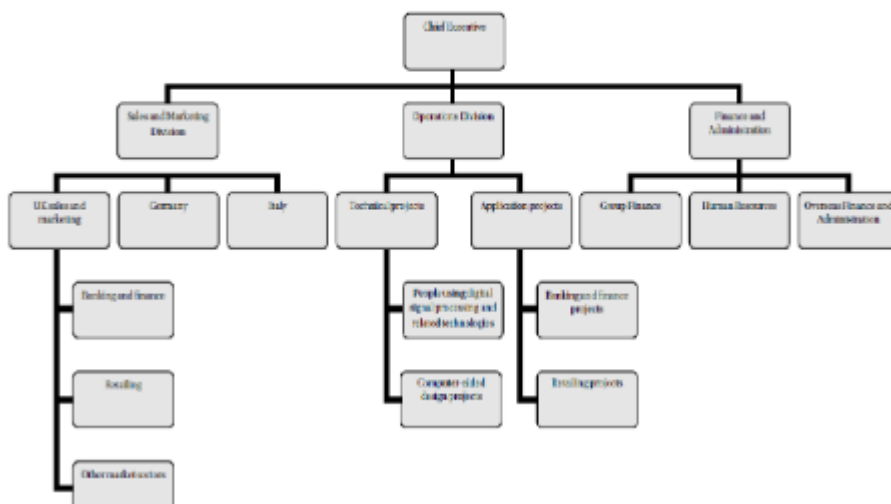 Chief Executive
Sales and Marketing
Division
Operations Division
Finance and
Administration
UK sales and
marketing
Germany
Italy
Technical projects
Application projects
Group Finance
Human Resources
Overseas Finance and
Administration
Banking and finance
People using digital
signal processing and
related technologies
Banking and finance
projects
Retailing
Computer-aided
design projects
Retailing projects
Other market sectors